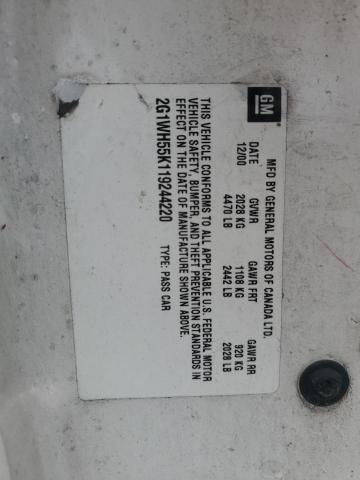 GM
MFD BY GENERAL MOTORS OF CANADA LTD.
DATE GVWR GAWR FRT GAWR RR
12/00 2028 KG 1108 KG 920 KG
4470 LB 2442 LB 2028 LB
THIS VEHICLE CONFORMS TO ALL APPLICABLE U.S. FEDERAL MOTOR
VEHICLE SAFETY, BUMPER, AND THEFT PREVENTION STANDARDS IN
EFFECT ON THE DATE OF MANUFACTURE SHOWN ABOVE.
2G1WH55K119244220 TYPE: PASS CAR